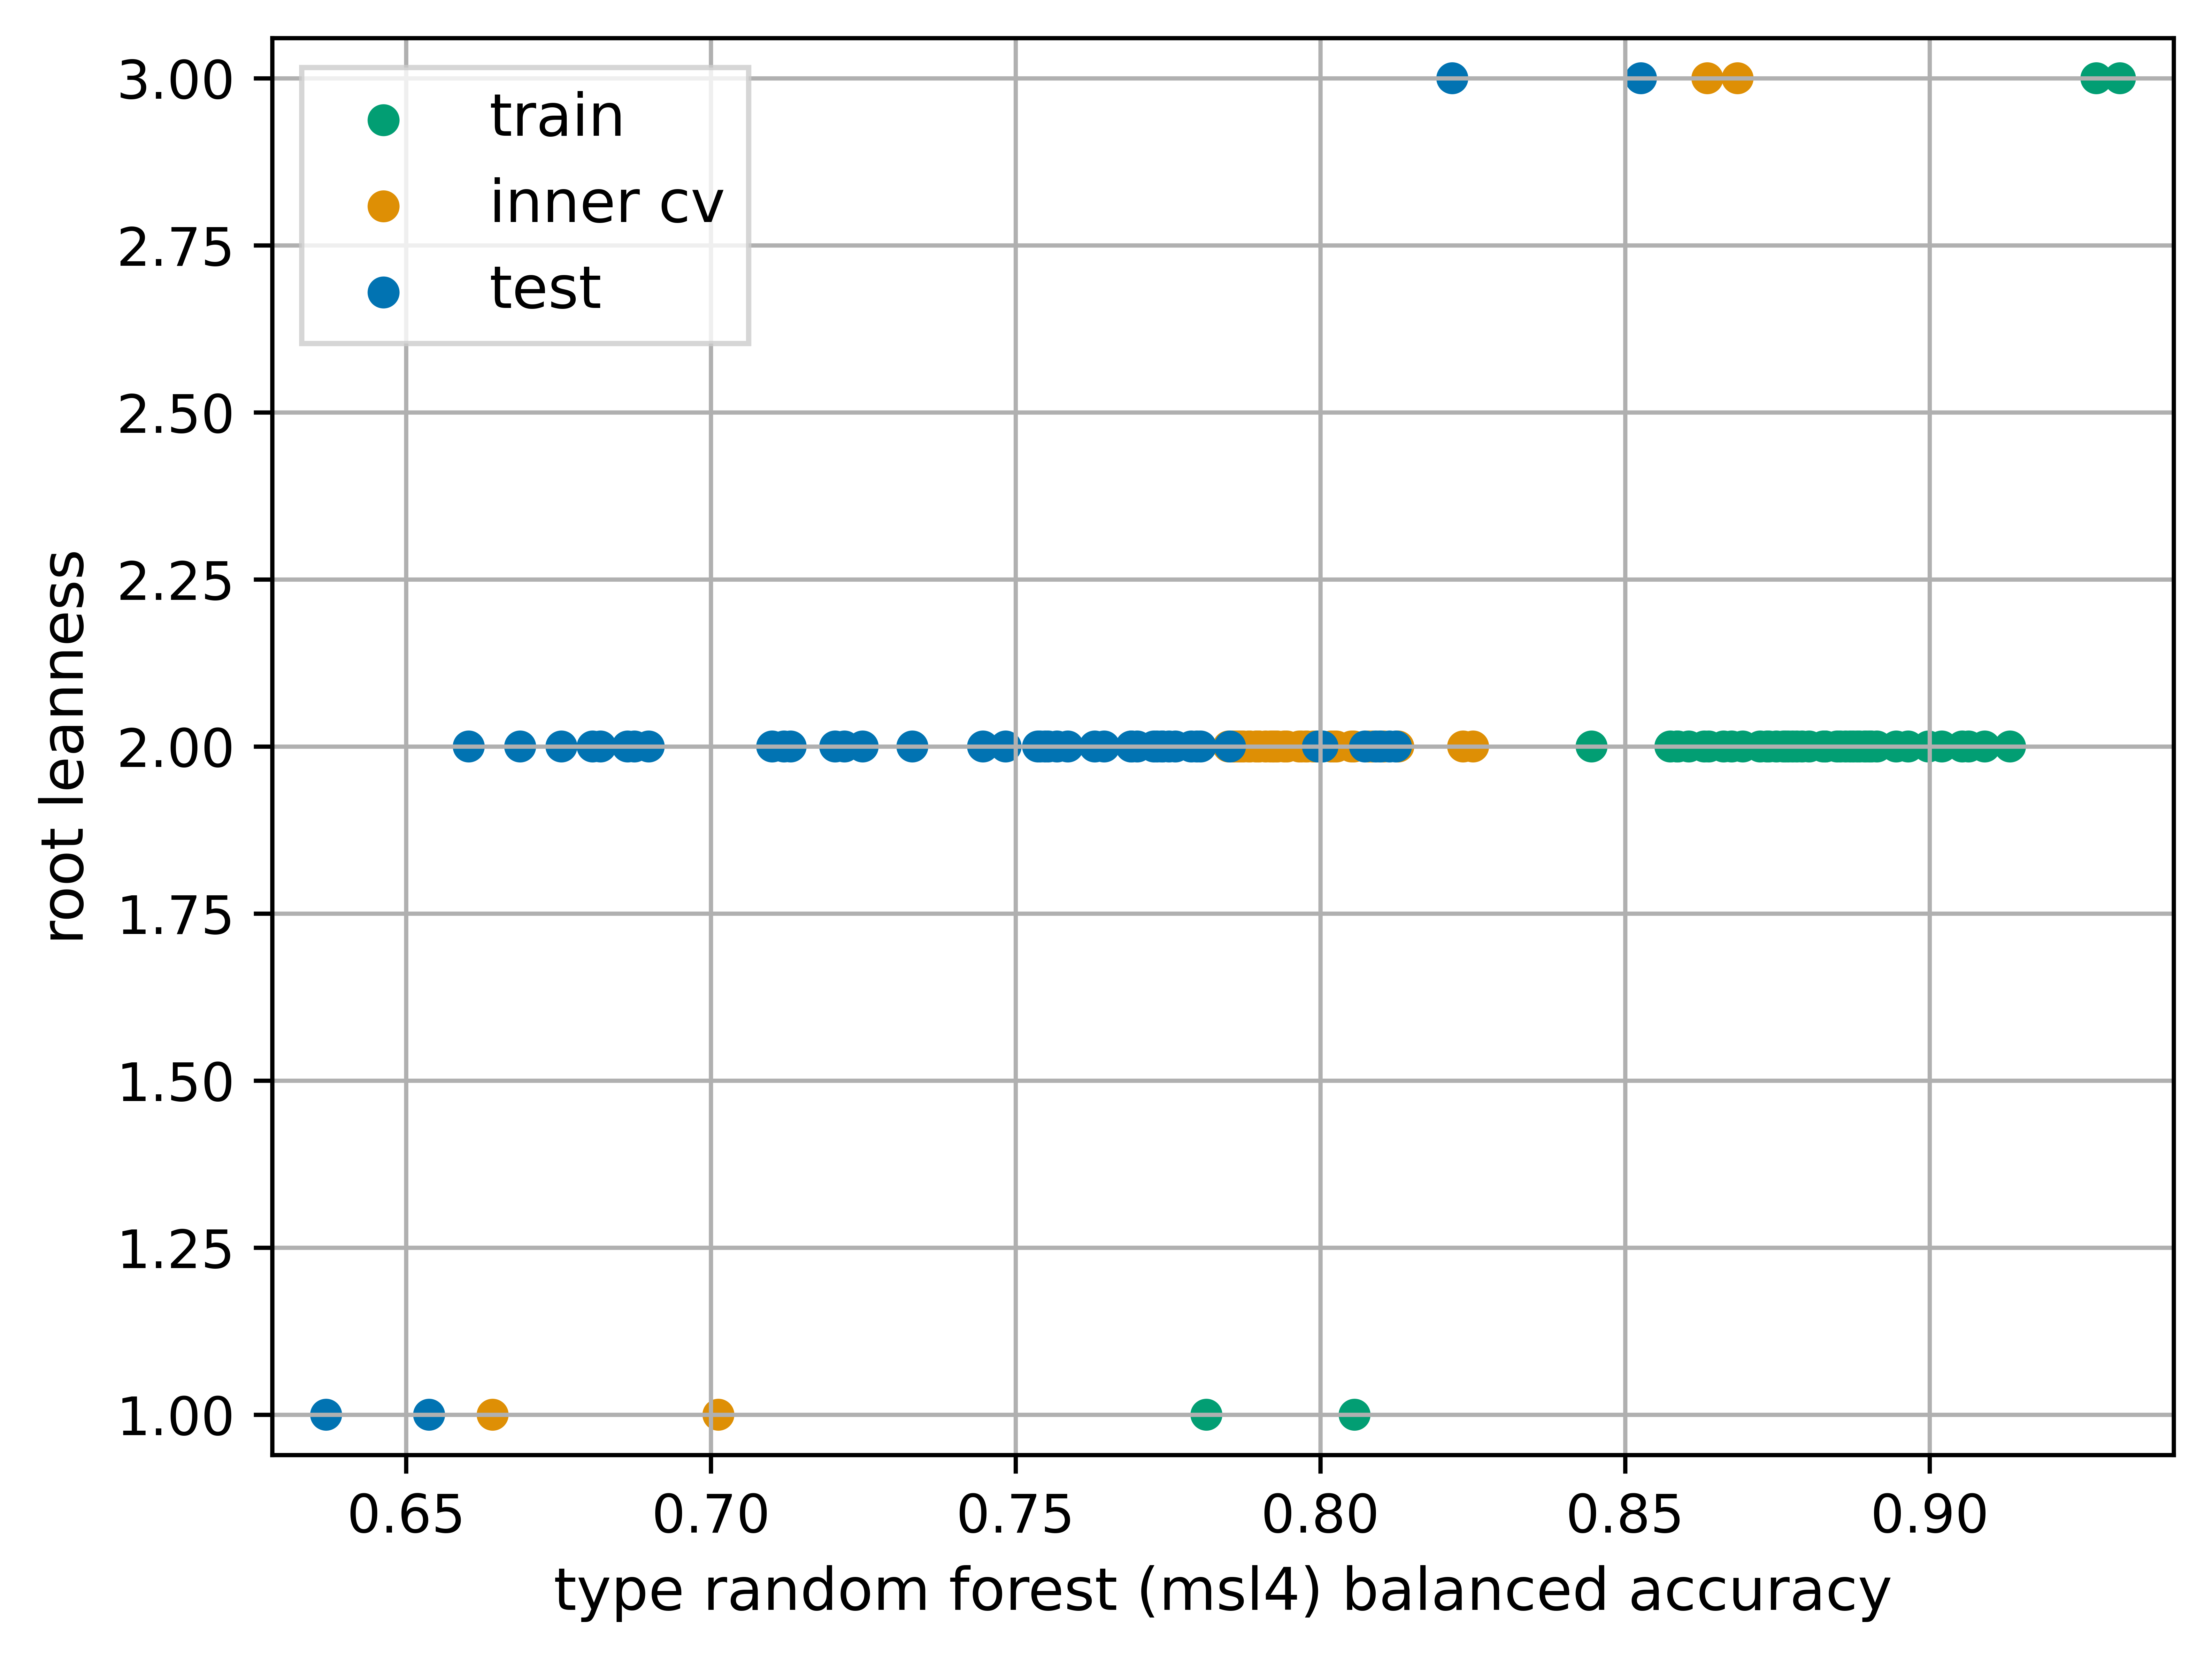 3.00
2.75
2.50
2.25
2.00
1.75
1.50
1.25
1.00
root leanness
train
inner cv
test
0.65 0.70 0.75 0.80 0.85 0.90
type random forest (msl4) balanced accuracy